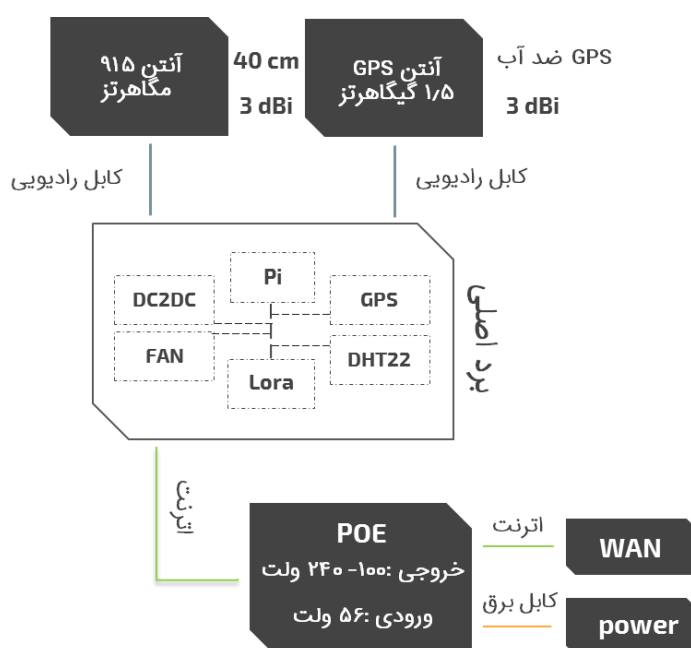 آنتن ۹۱۵
مگاهرتز
40 cm
3 dBi
آنتن GPS
۱٫۵ گیگاهرتز
GPS ضد آب
3 dBi
کابل رادیویی
کابل رادیویی
Pi
DC2DC
GPS
FAN
DHT22
Lora
برد اصلی
اترنت
POE
خروجی :۱۰۰- ۲۴۰ ولت
ورودی :۵۶ ولت
اترنت
WAN
کابل برق
power